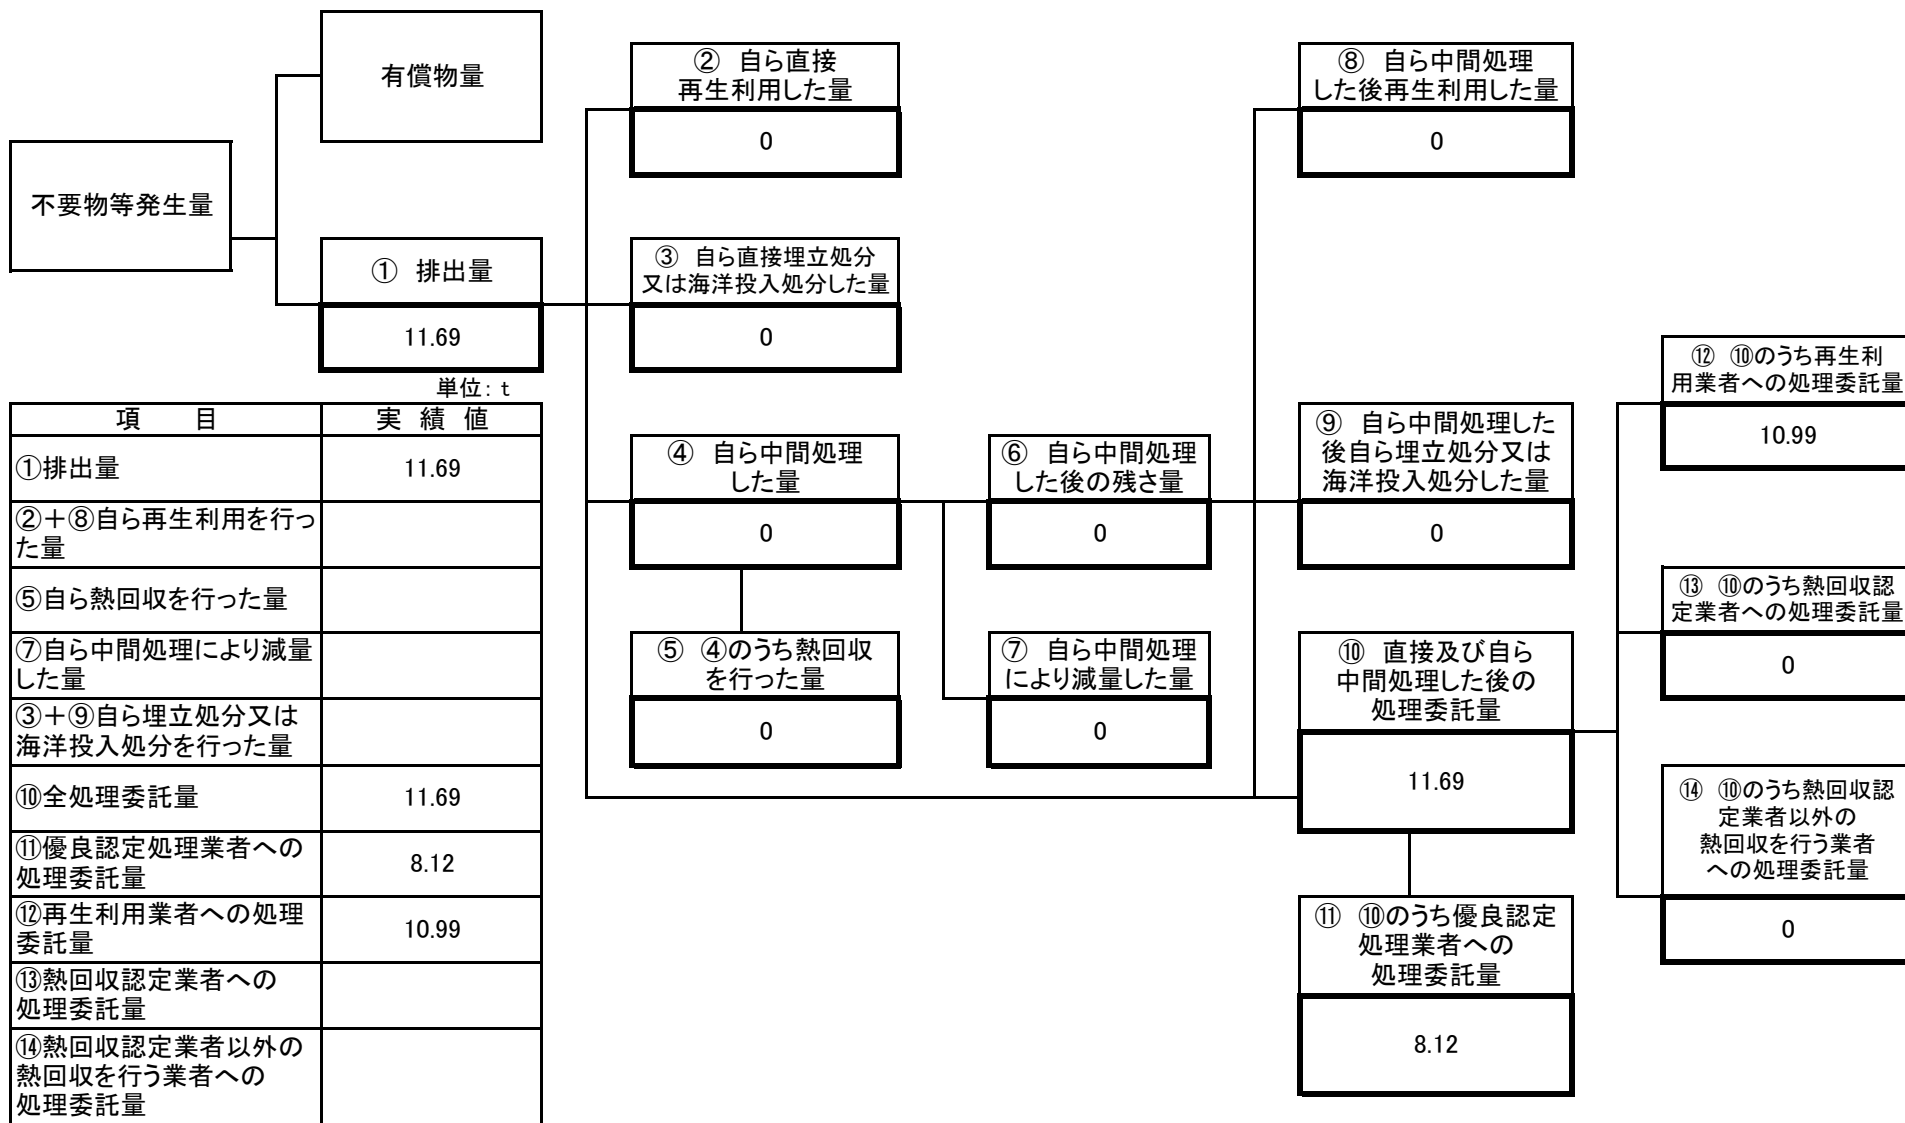 有償物量
不要物等発生量
① 排出量
11.69
② 自ら直接
再生利用した量
0
③ 自ら直接埋立処分
又は海洋投入処分した量
0
④ 自ら中間処理
した量
0
⑤ ④のうち熱回収
を行った量
0
⑥ 自ら中間処理
した後の残さ量
0
⑦ 自ら中間処理
により減量した量
0
⑧ 自ら中間処理
した後再生利用した量
0
⑨ 自ら中間処理した
後自ら埋立処分又は
海洋投入処分した量
0
⑩ 直接及び自ら
中間処理した後の
処理委託量
11.69
⑪ ⑩のうち優良認定
処理業者への
処理委託量
8.12
⑫ ⑩のうち再生利
用業者への処理委託量
10.99
⑬ ⑩のうち熱回収認
定業者への処理委託量
0
⑭ ⑩のうち熱回収認
定業者以外の
熱回収を行う業者
への処理委託量
0
単位:t
項 目 実 績 値
①排出量 11.69
②+⑧自ら再生利用を行っ
た量
⑤自ら熱回収を行った量
⑦自ら中間処理により減量
した量
③+⑨自ら埋立処分又は
海洋投入処分を行った量
⑩全処理委託量 11.69
⑪優良認定処理業者への
処理委託量 8.12
⑫再生利用業者への処理
委託量 10.99
⑬熱回収認定業者への
処理委託量
⑭熱回収認定業者以外の
熱回収を行う業者への
処理委託量